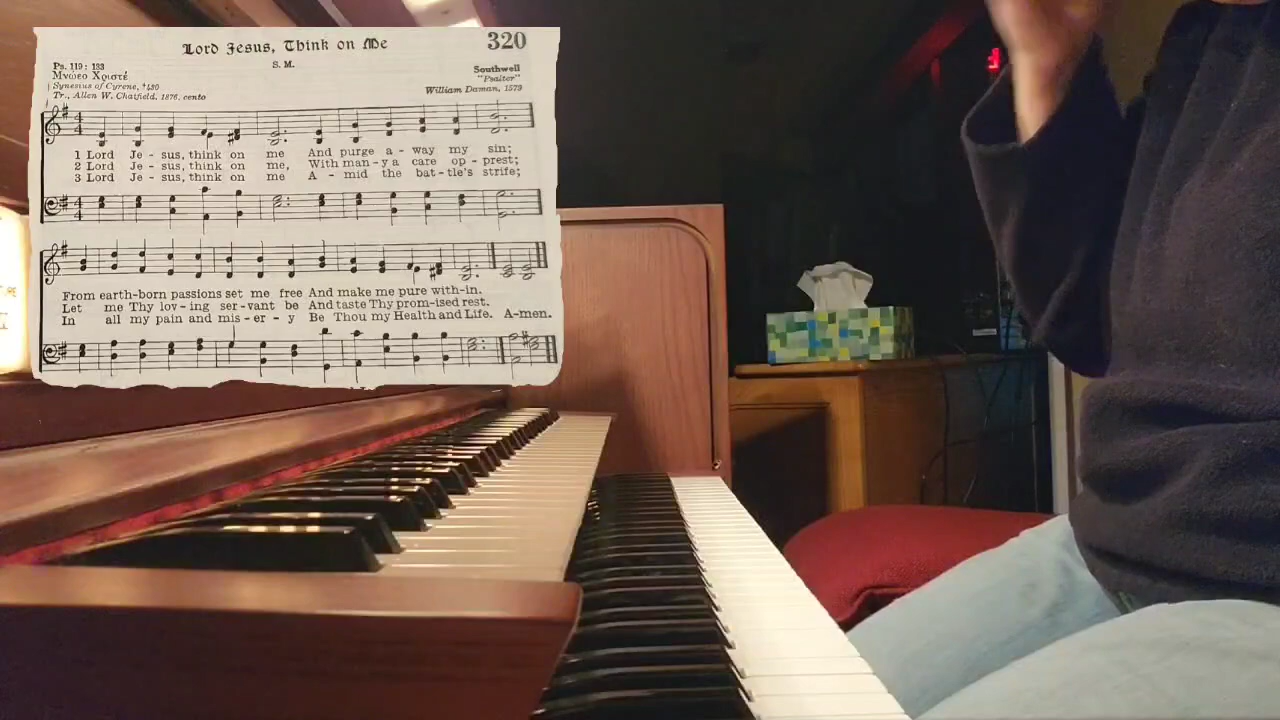 Lord Jesus, Think on Me 320
Ps. 119: 133 S. M. Southwell
Μνώεο Χριστέ "Psalter"
Synesius of Cyrene, †430 William Daman, 1579
Tr., Allen W. Chatfield, 1876, cento
1 Lord Je - sus, think on me And purge a - way my sin;
2 Lord Je - sus, think on me, With man - y a care op - prest;
3 Lord Je - sus, think on me A - mid the bat - tle's strife;
From earth-born passions set me free And make me pure with-in.
Let me Thy lov - ing ser - vant be And taste Thy prom-ised rest.
In all my pain and mis - er - y Be Thou my Health and Life. A-men.